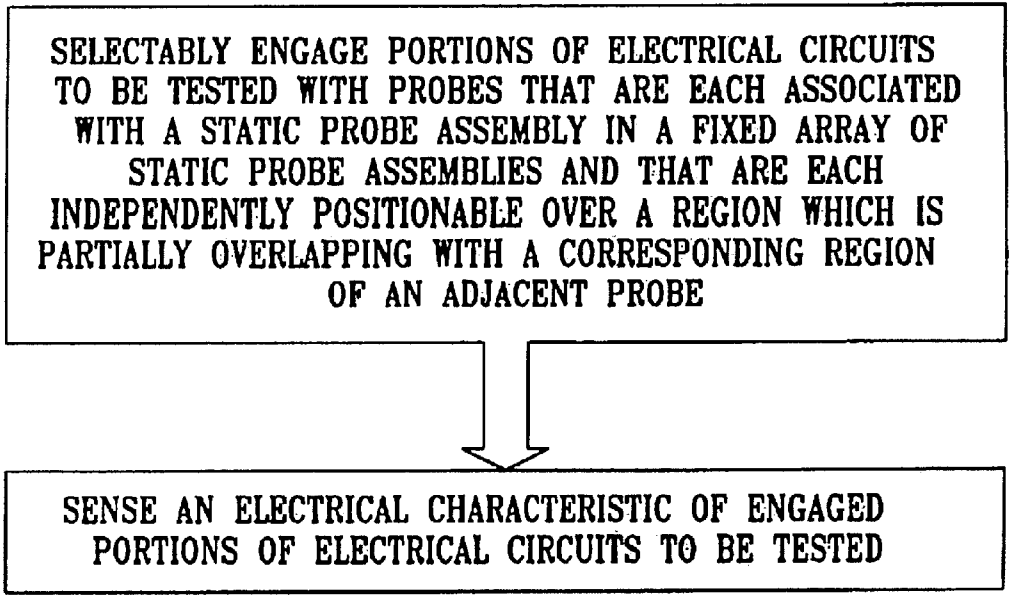 SELECTABLY ENGAGE PORTIONS OF ELECTRICAL CIRCUITS
TO BE TESTED WITH PROBES THAT ARE EACH ASSOCIATED
WITH A STATIC PROBE ASSEMBLY IN A FIXED ARRAY OF
STATIC PROBE ASSEMBLIES AND THAT ARE EACH
INDEPENDENTLY POSITIONABLE OVER A REGION WHICH IS
PARTIALLY OVERLAPPING WITH A CORRESPONDING REGION
OF AN ADJACENT PROBE
SENSE AN ELECTRICAL CHARACTERISTIC OF ENGAGED
PORTIONS OF ELECTRICAL CIRCUITS TO BE TESTED